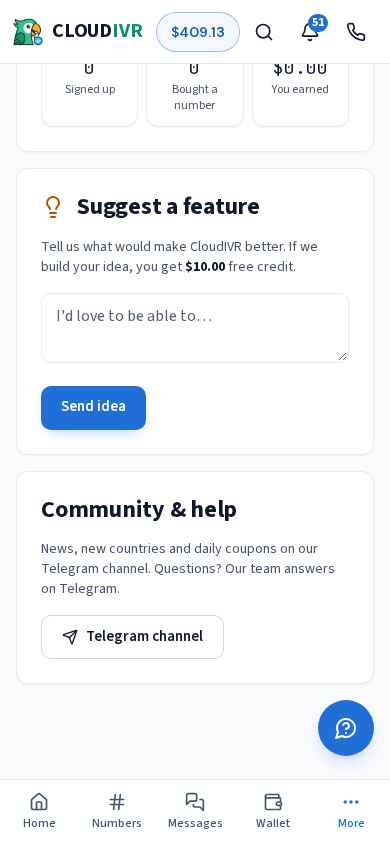 CLOUDIVR
$409.13
51
0
0
$0.00
Signed up
Bought a
number
You earned
Suggest a feature
Tell us what would make CloudIVR better. If we
build your idea, you get $10.00 free credit.
I'd love to be able to…
Send idea
Community & help
News, new countries and daily coupons on our
Telegram channel. Questions? Our team answers
on Telegram.
Telegram channel
Home
Numbers
Messages
Wallet
More